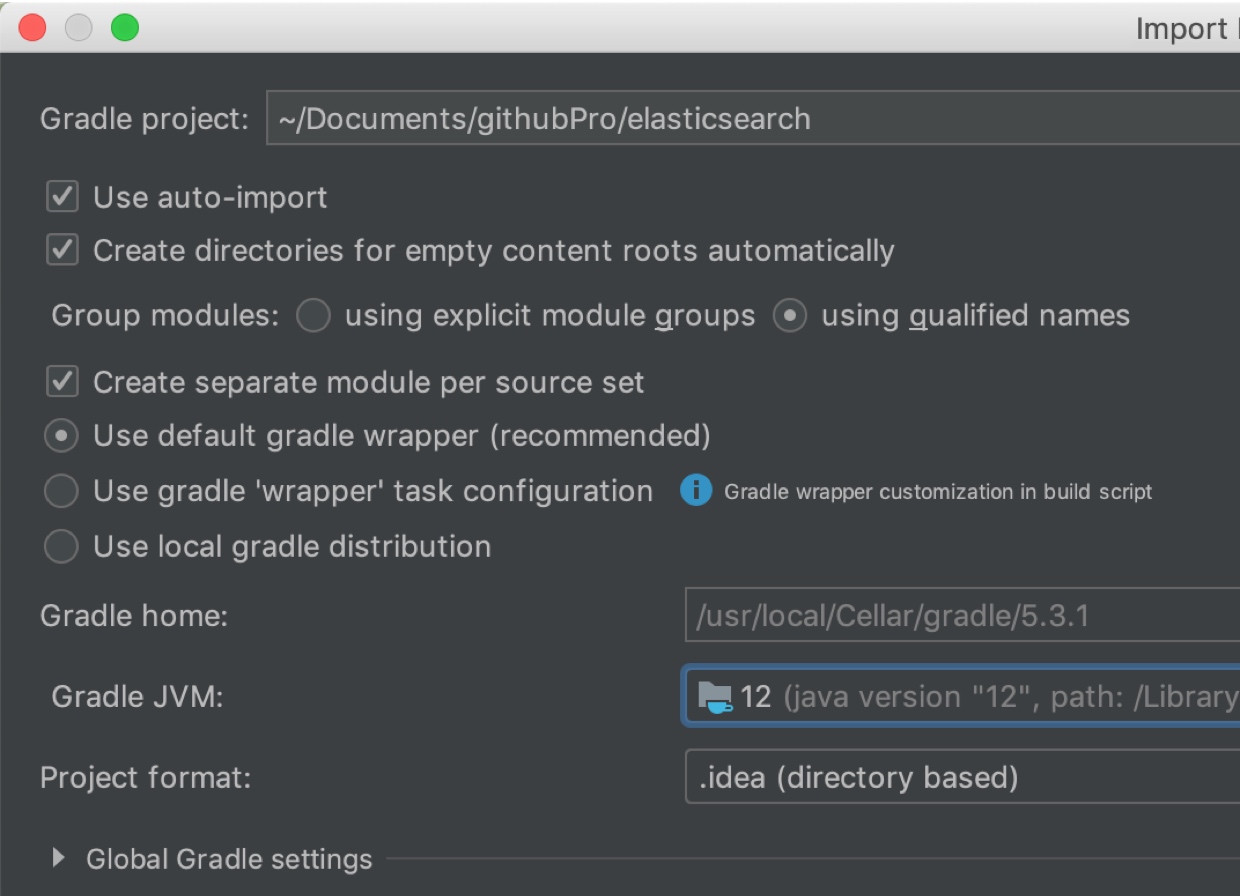 Import
Gradle project: ~/Documents/githubPro/elasticsearch
Use auto-import
Create directories for empty content roots automatically
Group modules: using explicit module groups using qualified names
Create separate module per source set
Use default gradle wrapper (recommended)
Use gradle 'wrapper' task configuration Gradle wrapper customization in build script
Use local gradle distribution
Gradle home: /usr/local/Cellar/gradle/5.3.1
Gradle JVM: 12 (java version "12", path: /Library
Project format: .idea (directory based)
Global Gradle settings